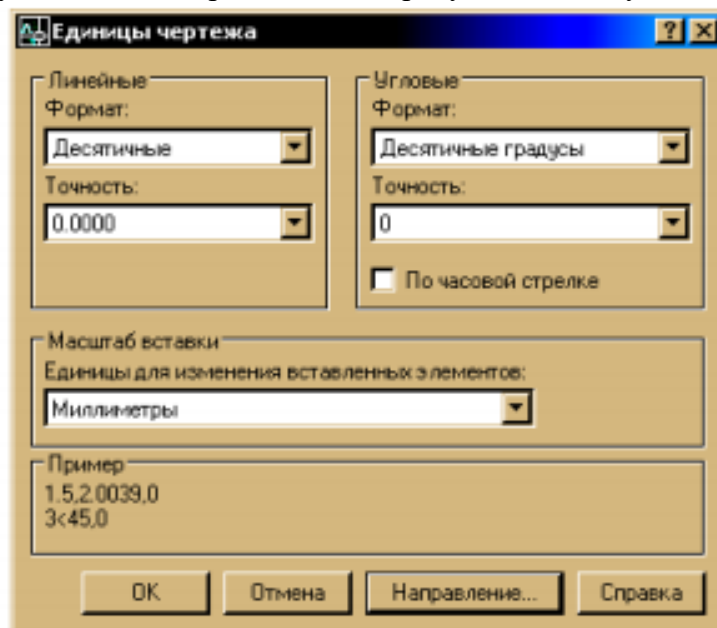 Единицы чертежа
Линейные
Формат:
Десятичные
Точность:
0.0000
Угловые
Формат:
Десятичные градусы
Точность:
0
По часовой стрелке
Масштаб вставки
Единицы для изменения вставленных элементов:
Миллиметры
Пример
1.5,2.0039,0
3<45,0
OK
Отмена
Направление...
Справка